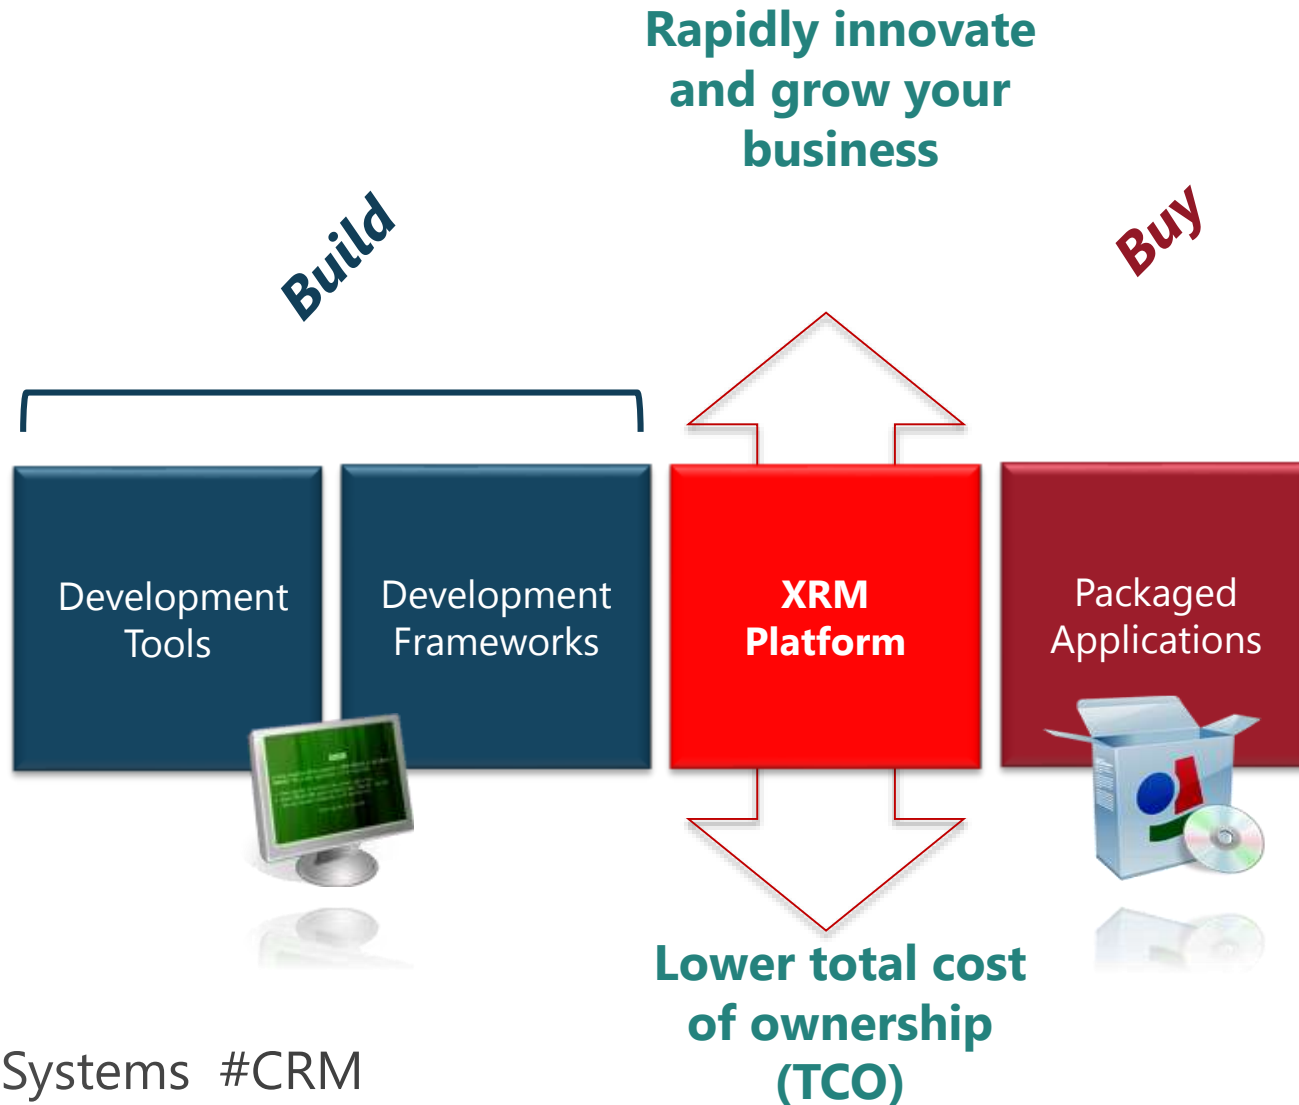 Rapidly innovate
and grow your
business
Build
Buy
Development
Tools
Development
Frameworks
XRM
Platform
Packaged
Applications
Lower total cost
of ownership
(TCO)
Systems #CRM